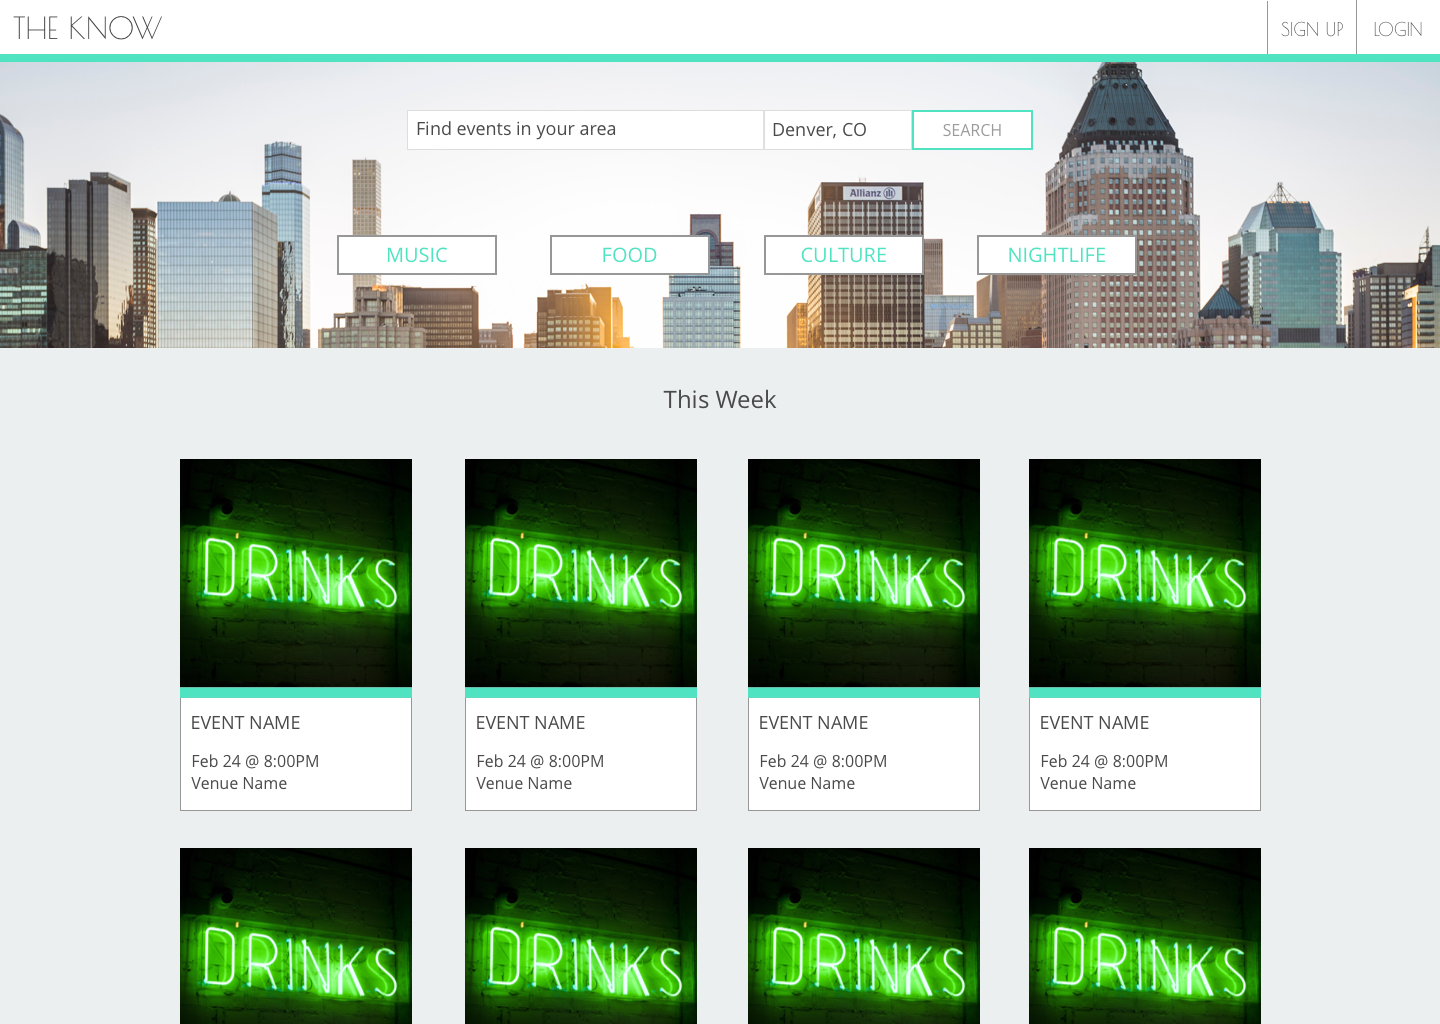 THE KNOW
SIGN UP
LOGIN
Find events in your area
Denver, CO
SEARCH
Allianz
MUSIC
FOOD
CULTURE
NIGHTLIFE
This Week
DRINKS
DRINKS
DRINKS
DRINKS
EVENT NAME
Feb 24 @ 8:00PM
Venue Name
EVENT NAME
Feb 24 @ 8:00PM
Venue Name
EVENT NAME
Feb 24 @ 8:00PM
Venue Name
EVENT NAME
Feb 24 @ 8:00PM
Venue Name
DRINKS
DRINKS
DRINKS
DRINKS